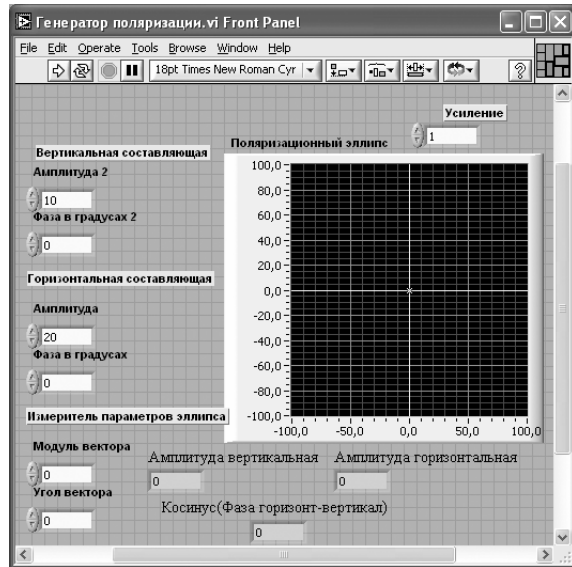 Генератор поляризации.vi Front Panel
File Edit Operate Tools Browse Window Help
18pt Times New Roman Cyr
Усиление
1
Поляризационный эллипс
Вертикальная составляющая
Амплитуда 2
10
Фаза в градусах 2
0
Горизонтальная составляющая
Амплитуда
20
Фаза в градусах
0
Измеритель параметров эллипса
Модуль вектора
0
Угол вектора
0
100,0
80,0
60,0
40,0
20,0
0,0
-20,0
-40,0
-60,0
-80,0
-100,0
-100,0 -50,0 0,0 50,0 100,0
Амплитуда вертикальная Амплитуда горизонтальная
0 0
Косинус(Фаза горизонт-вертикал)
0